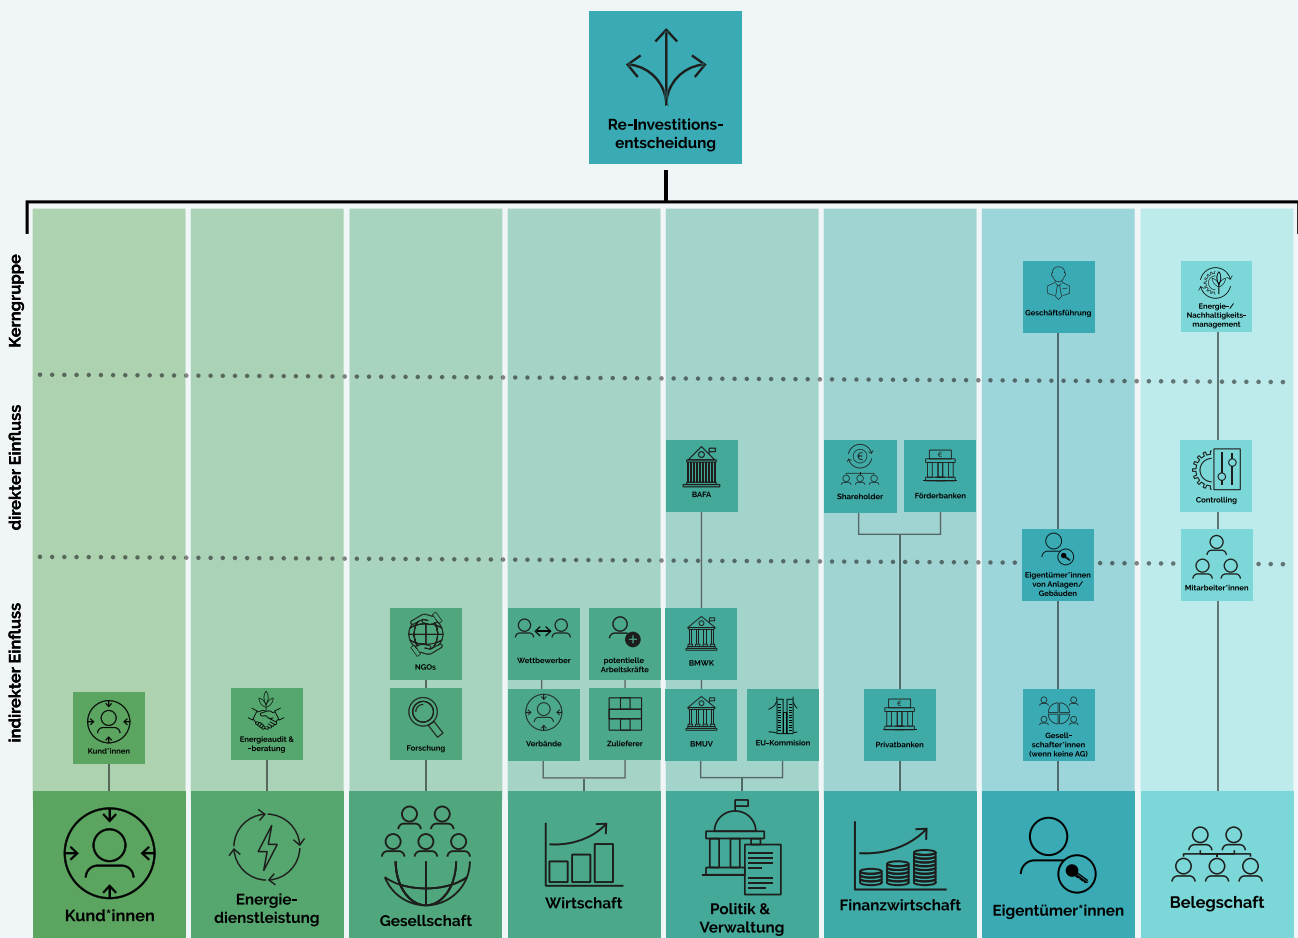 Re-Investitions-
entscheidung
Kerngruppe
Geschäftsführung
Energie-/
Nachhaltigkeits-
management
direkter Einfluss
BAFA
Shareholder
Förderbanken
Controlling
Eigentümer*innen
von Anlagen/
Gebäuden
Mitarbeiter*innen
indirekter Einfluss
NGOs
Wettbewerber
potentielle
Arbeitskräfte
BMWK
Kund*innen
Energieaudit &
-beratung
Forschung
Verbände
Zulieferer
BMUV
EU-Kommision
Privatbanken
Gesell-
schafter*innen
(wenn keine AG)
Kund*innen
Energie-
dienstleistung
Gesellschaft
Wirtschaft
Politik &
Verwaltung
Finanzwirtschaft
Eigentümer*innen
Belegschaft